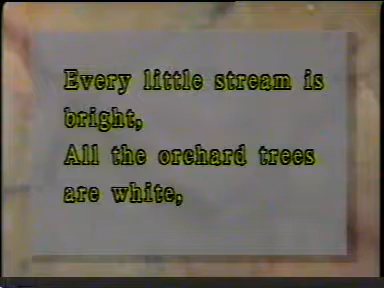 Every little stream is
bright,
All the orchard trees
are white,